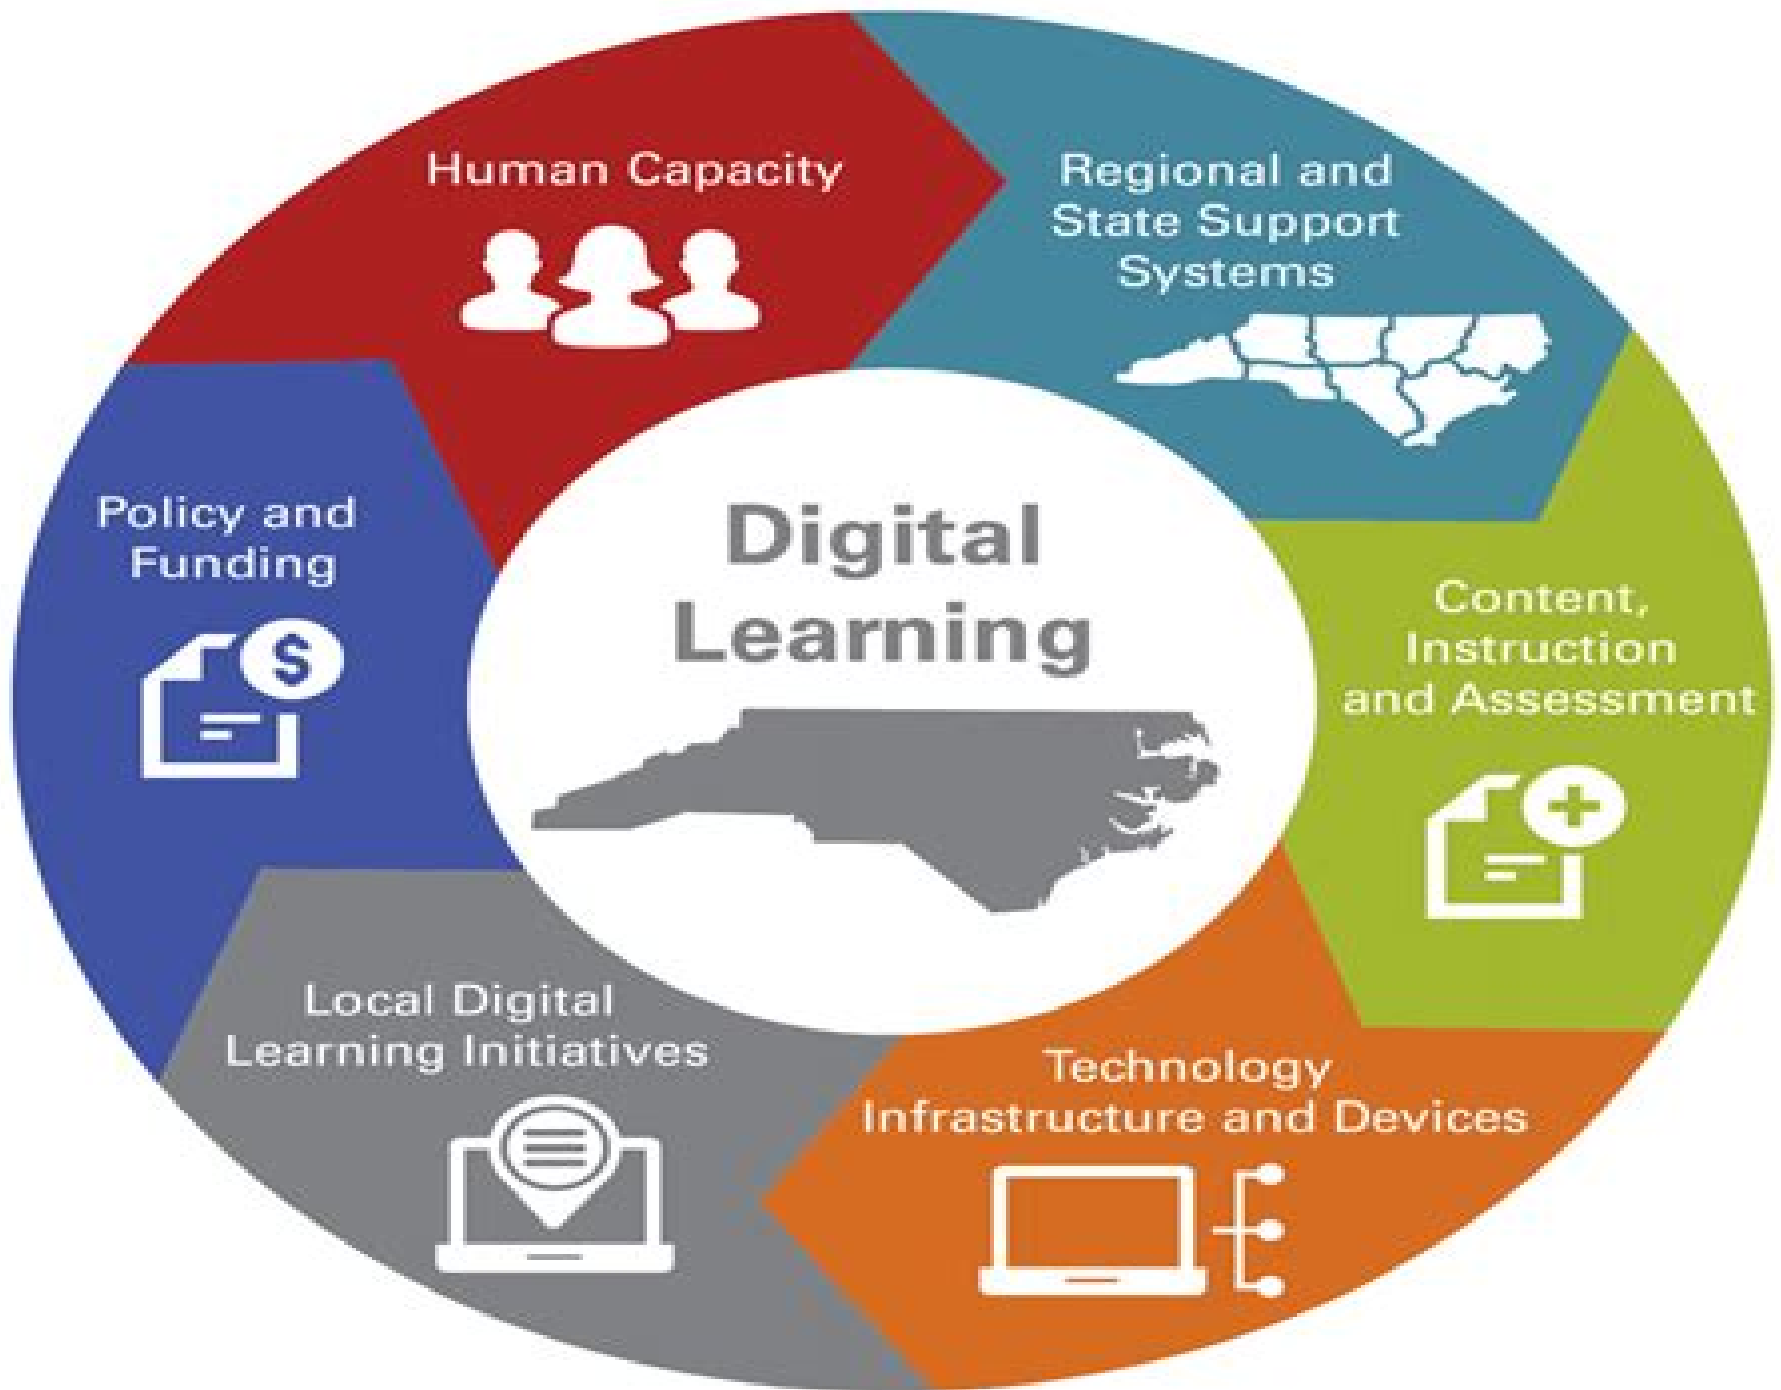 Human Capacity
Regional and
State Support
Systems
Policy and
Funding
$
Digital
Learning
Content,
Instruction
and Assessment
Local Digital
Learning Initiatives
Technology
Infrastructure and Devices